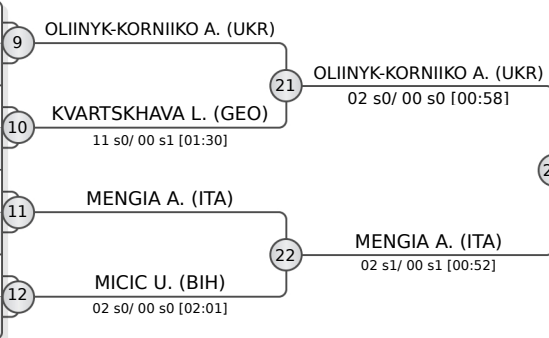 9
OLIINYK-KORNIIKO A. (UKR)
21
OLIINYK-KORNIIKO A. (UKR)
02 s0/ 00 s0 [00:58]
10
KVARTSKHAVA L. (GEO)
11 s0/ 00 s1 [01:30]
11
MENGIA A. (ITA)
22
MENGIA A. (ITA)
02 s1/ 00 s1 [00:52]
12
MICIC U. (BIH)
02 s0/ 00 s0 [02:01]